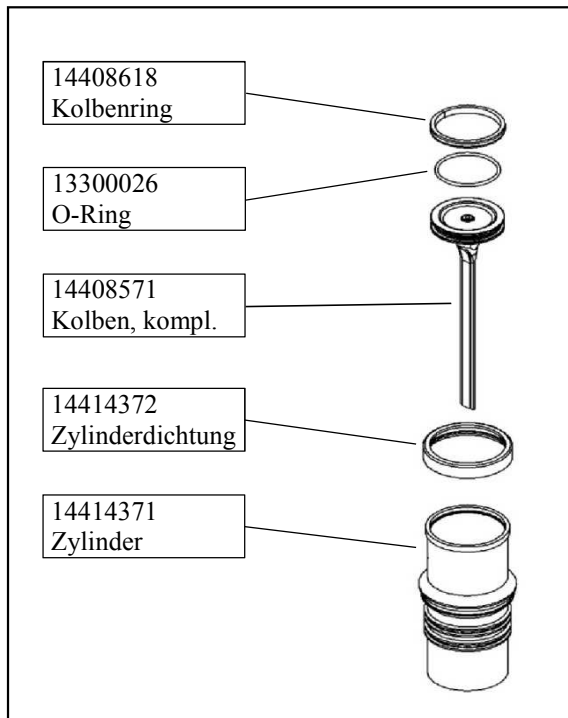 14408618
Kolbenring
13300026
O-Ring
14408571
Kolben, kompl.
14414372
Zylinderdichtung
14414371
Zylinder